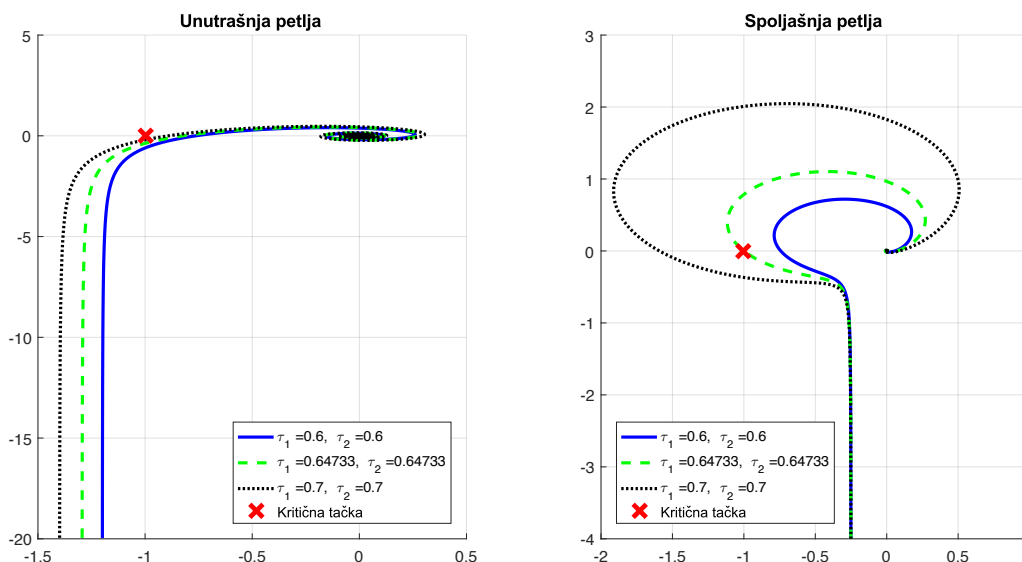 Unutrašnja petlja
5
0
-5
-10
-15
-20
-1.5
-1
-0.5
0
0.5
τ1 =0.6, τ2 =0.6
τ1 =0.64733, τ2 =0.64733
τ1 =0.7, τ2 =0.7
Kritična tačka
Spoljašnja petlja
3
2
1
0
-1
-2
-3
-4
-2
-1.5
-1
-0.5
0
0.5
τ1 =0.6, τ2 =0.6
τ1 =0.64733, τ2 =0.64733
τ1 =0.7, τ2 =0.7
Kritična tačka